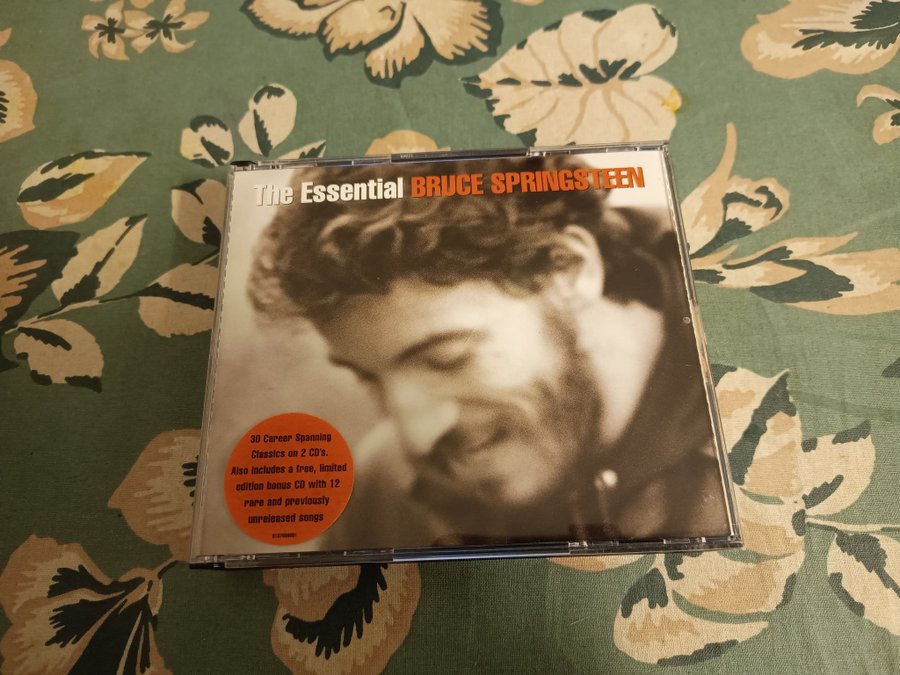 The Essential BRUCE SPRINGSTEEN
30 Career Spanning
Classics on 2 CD's.
Also includes a free, limited
edition bonus CD with 12
rare and previously
unreleased songs